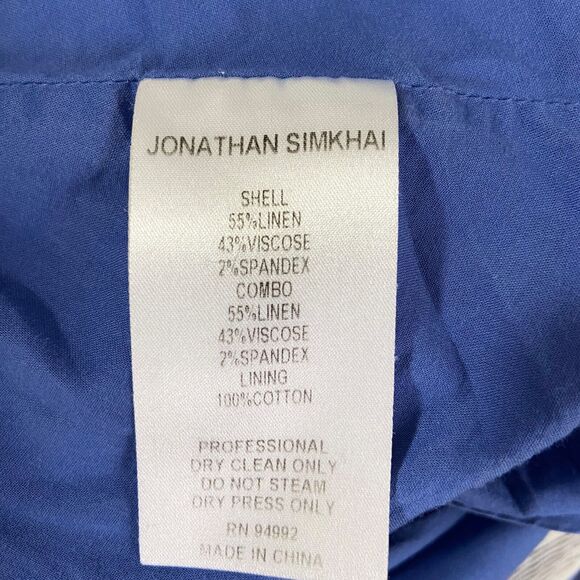 JONATHAN SIMKHAI
SHELL
55%LINEN
43%VISCOSE
2%SPANDEX
COMBO
55%LINEN
43%VISCOSE
2%SPANDEX
LINING
100%COTTON
PROFESSIONAL
DRY CLEAN ONLY
DO NOT STEAM
DRY PRESS ONLY
RN 94992
MADE IN CHINA